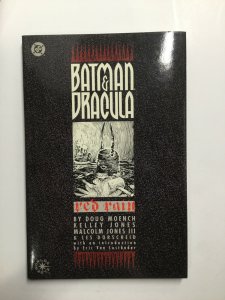 DC
BATMAN &
DRACULA
red rain
BY DOUG MOENCH
KELLEY JONES
MALCOLM JONES III
& LES DORSCHEID
with an introduction
by Eric Van Lustbader